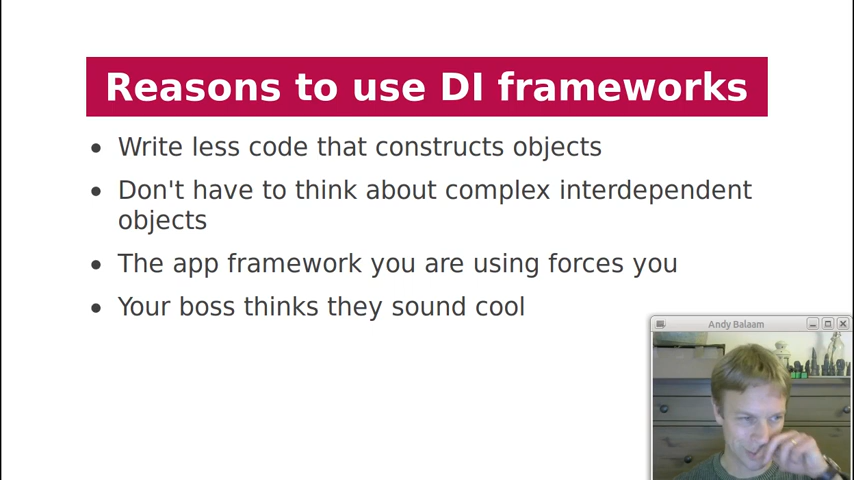 Reasons to use DI frameworks
• Write less code that constructs objects
• Don't have to think about complex interdependent
objects
• The app framework you are using forces you
• Your boss thinks they sound cool
Andy Balaam